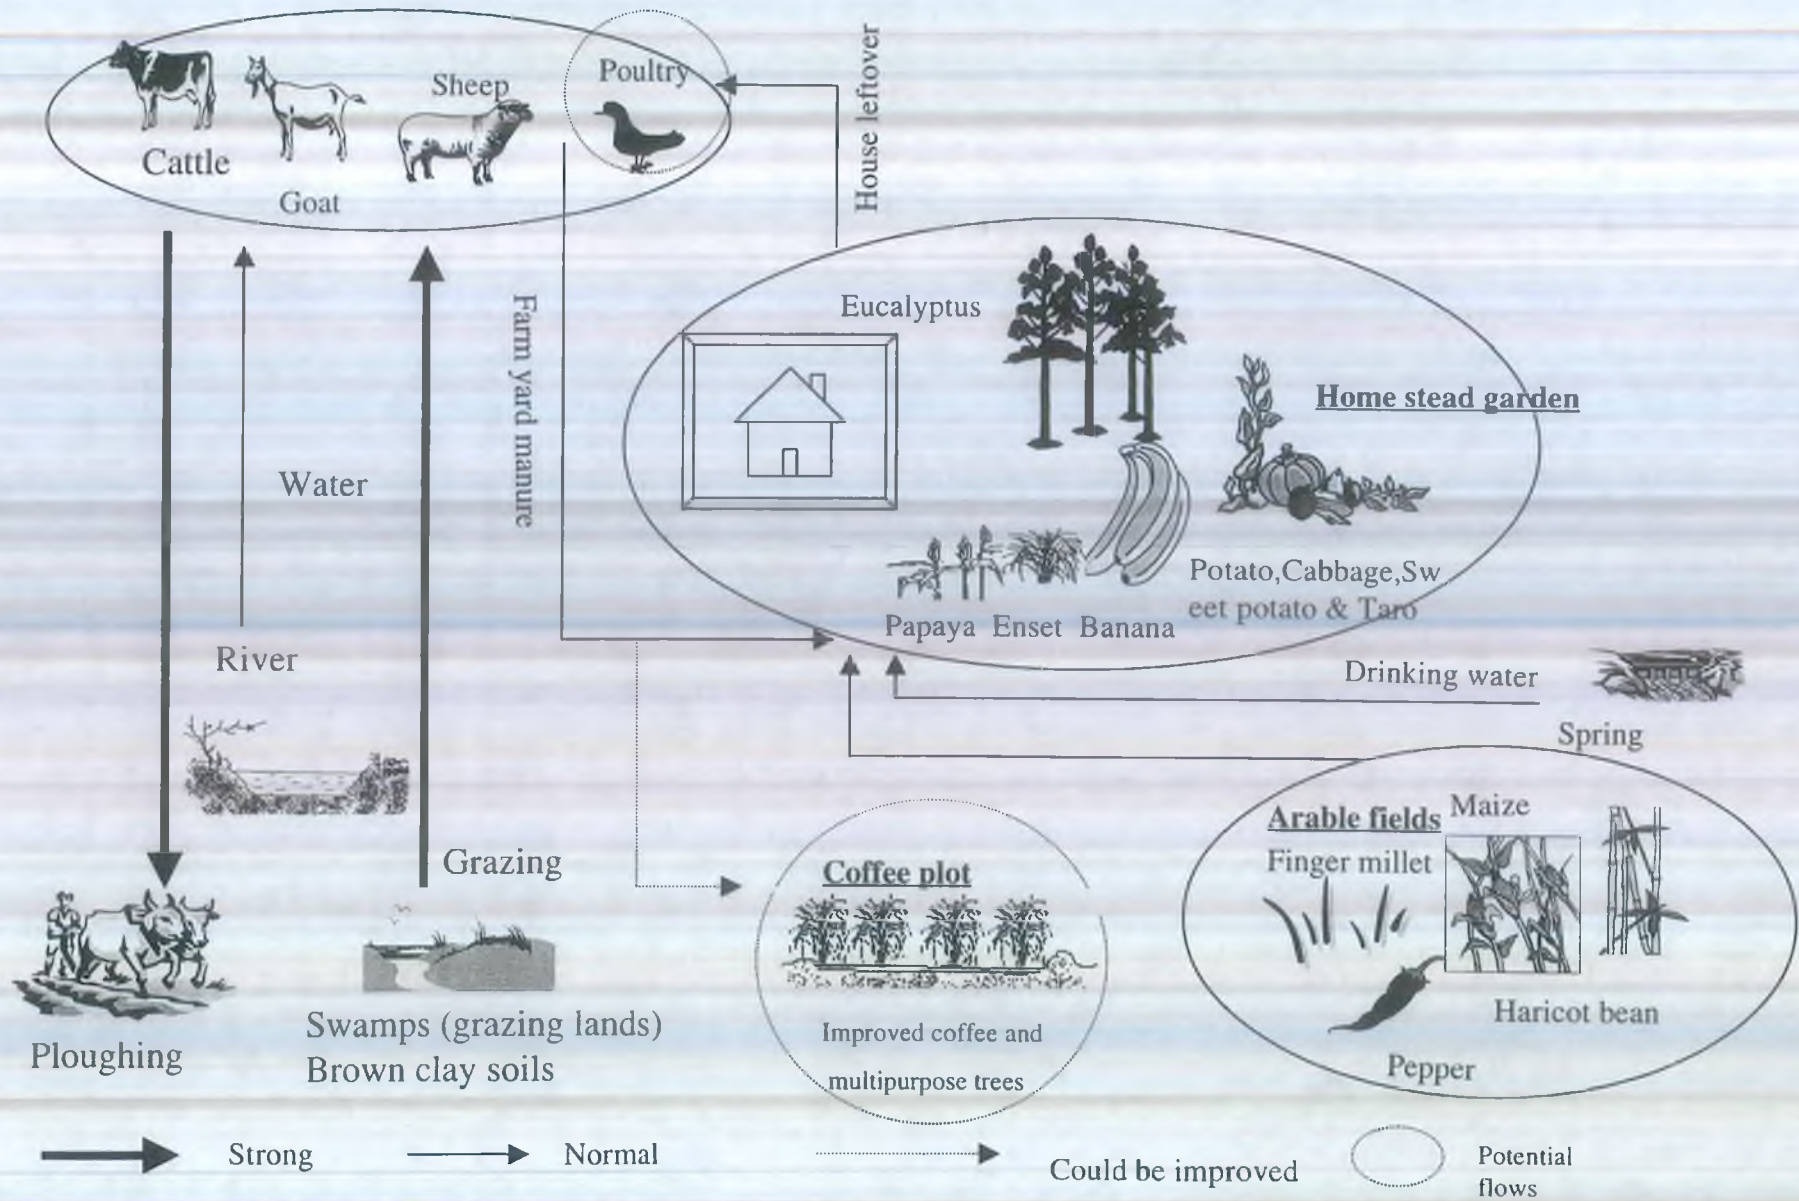 Cattle
Goat
Sheep
Poultry
House leftover
Farm yard manure
Water
River
Grazing
Ploughing
Swamps (grazing lands)
Brown clay soils
Eucalyptus
Home stead garden
Papaya Enset Banana
Potato,Cabbage,Sw
eet potato & Taro
Drinking water
Spring
Coffee plot
Improved coffee and
multipurpose trees
Arable fields
Maize
Finger millet
Haricot bean
Pepper
Strong
Normal
Could be improved
Potential
flows